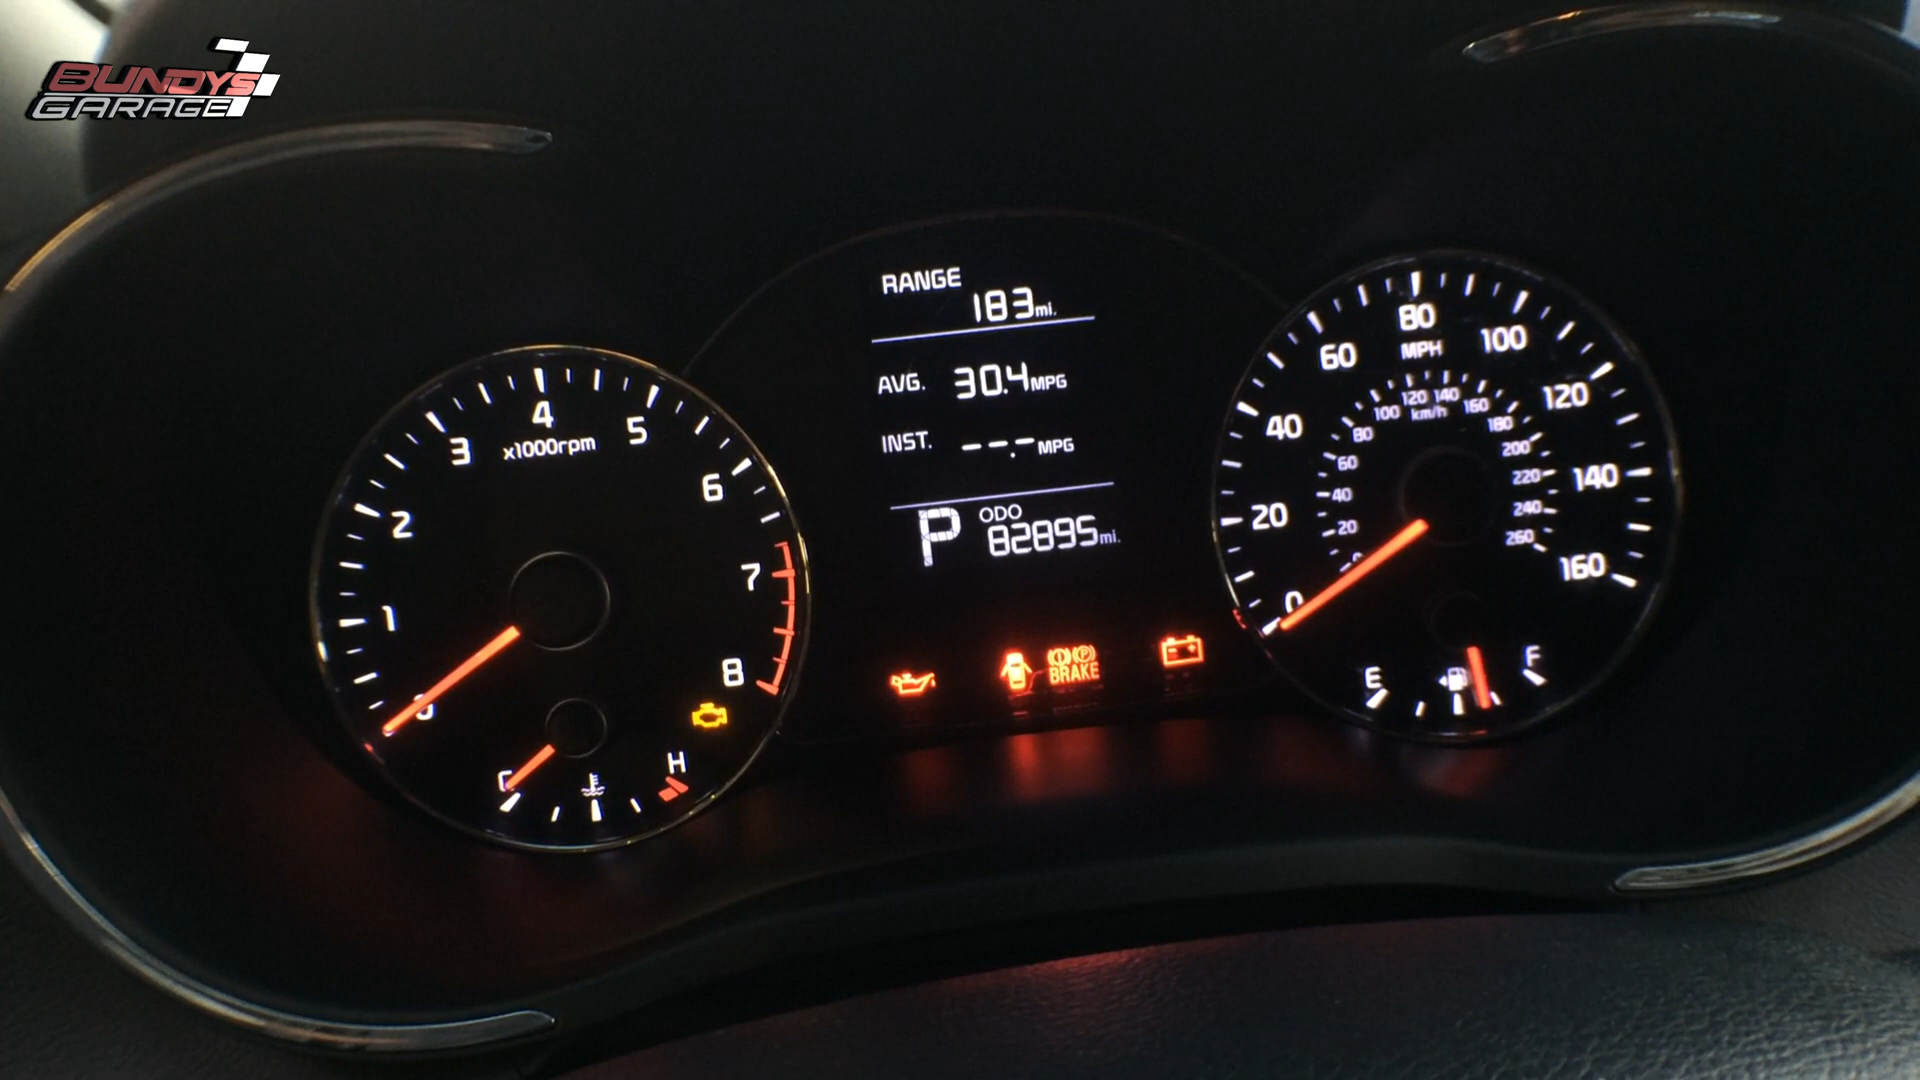 BUNDYS
GARAGE
RANGE
183mi.
AVG. 30.4MPG
INST. --.-MPG
P ODO
82895mi.
0 1 2 3 4 5 6 7 8
x1000rpm
C H
BRAKE
0 20 40 60 80 100 120 140 160
MPH
0 20 40 60 80 100 120 140 160 180 200 220 240 260
km/h
E F